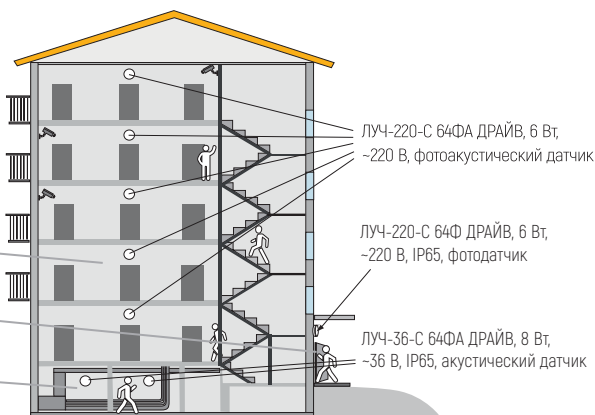 ЛУЧ-220-С 64ФА ДРАЙВ, 6 Вт,
~220 В, фотоакустический датчик
ЛУЧ-220-С 64Ф ДРАЙВ, 6 Вт,
~220 В, IP65, фотодатчик
ЛУЧ-36-С 64ФА ДРАЙВ, 8 Вт,
~36 В, IP65, акустический датчик